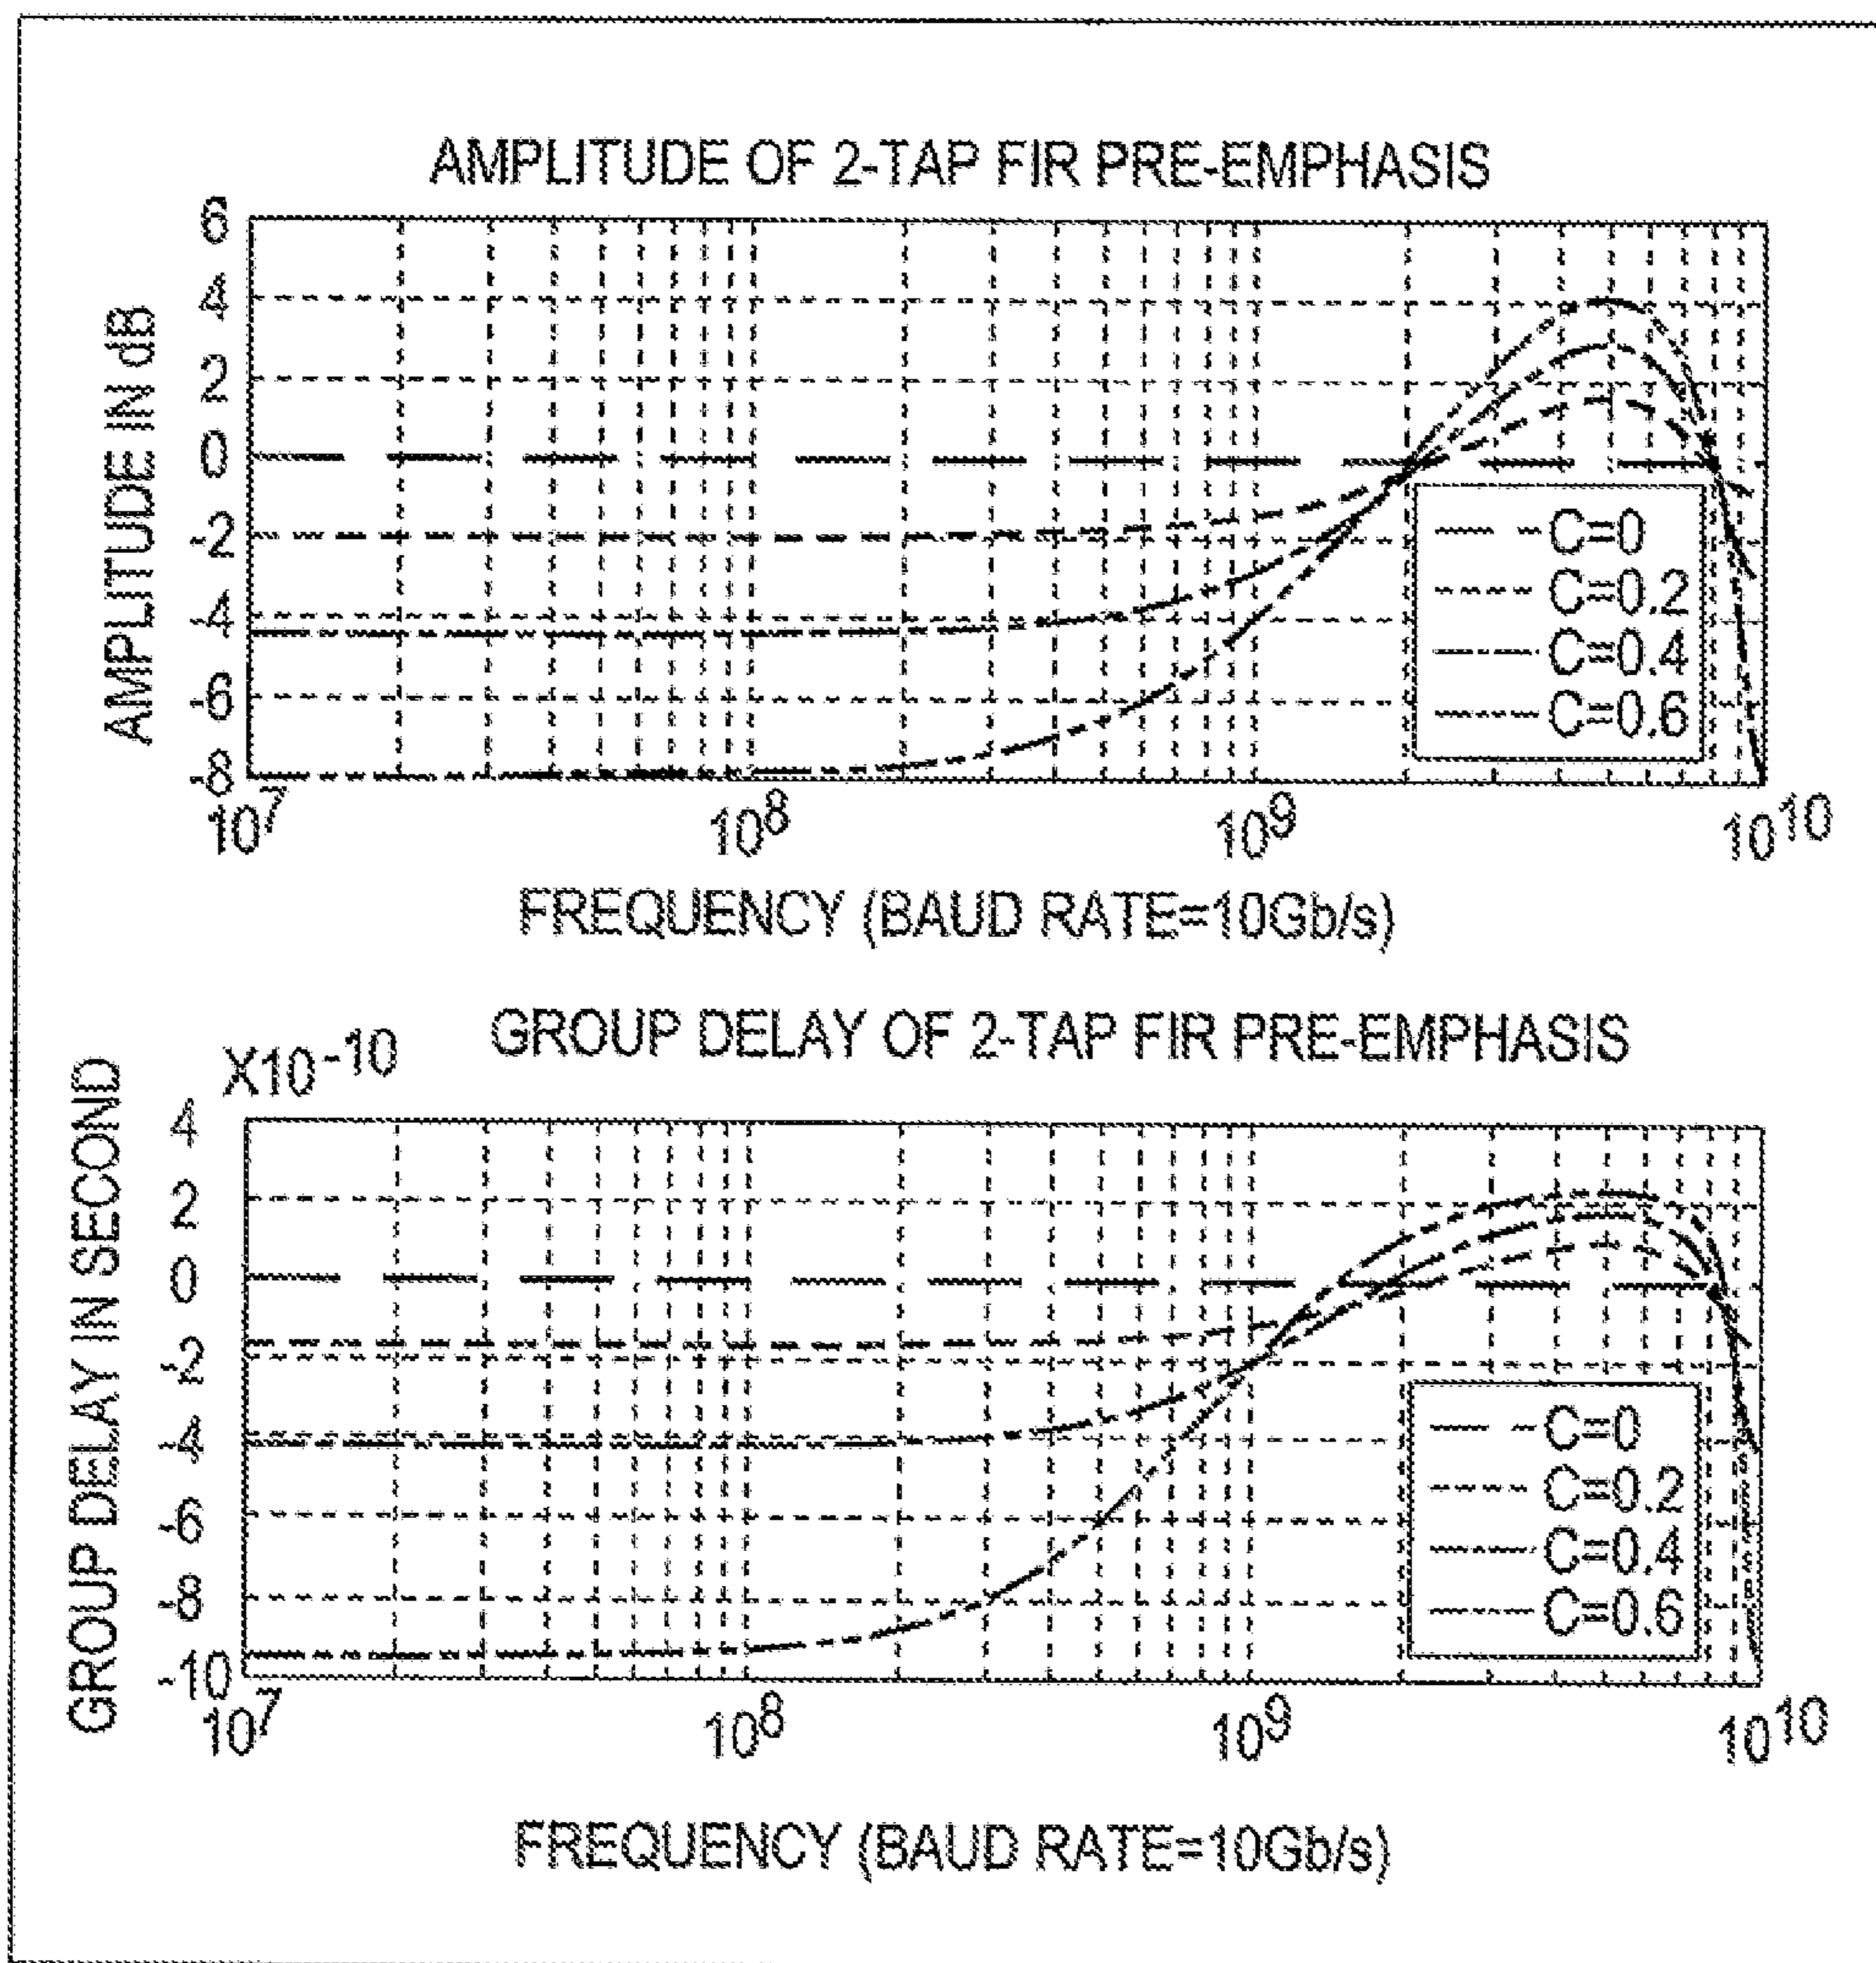 AMPLITUDE OF 2-TAP FIR PRE-EMPHASIS
AMPLITUDE IN dB
6
4
2
0
-2
-4
-6
-8
C=0
C=0.2
C=0.4
C=0.6
10^7
10^8
10^9
10^10
FREQUENCY (BAUD RATE=10Gb/s)
GROUP DELAY OF 2-TAP FIR PRE-EMPHASIS
X10^-10
GROUP DELAY IN SECOND
4
2
0
-2
-4
-6
-8
-10
C=0
C=0.2
C=0.4
C=0.6
10^7
10^8
10^9
10^10
FREQUENCY (BAUD RATE=10Gb/s)